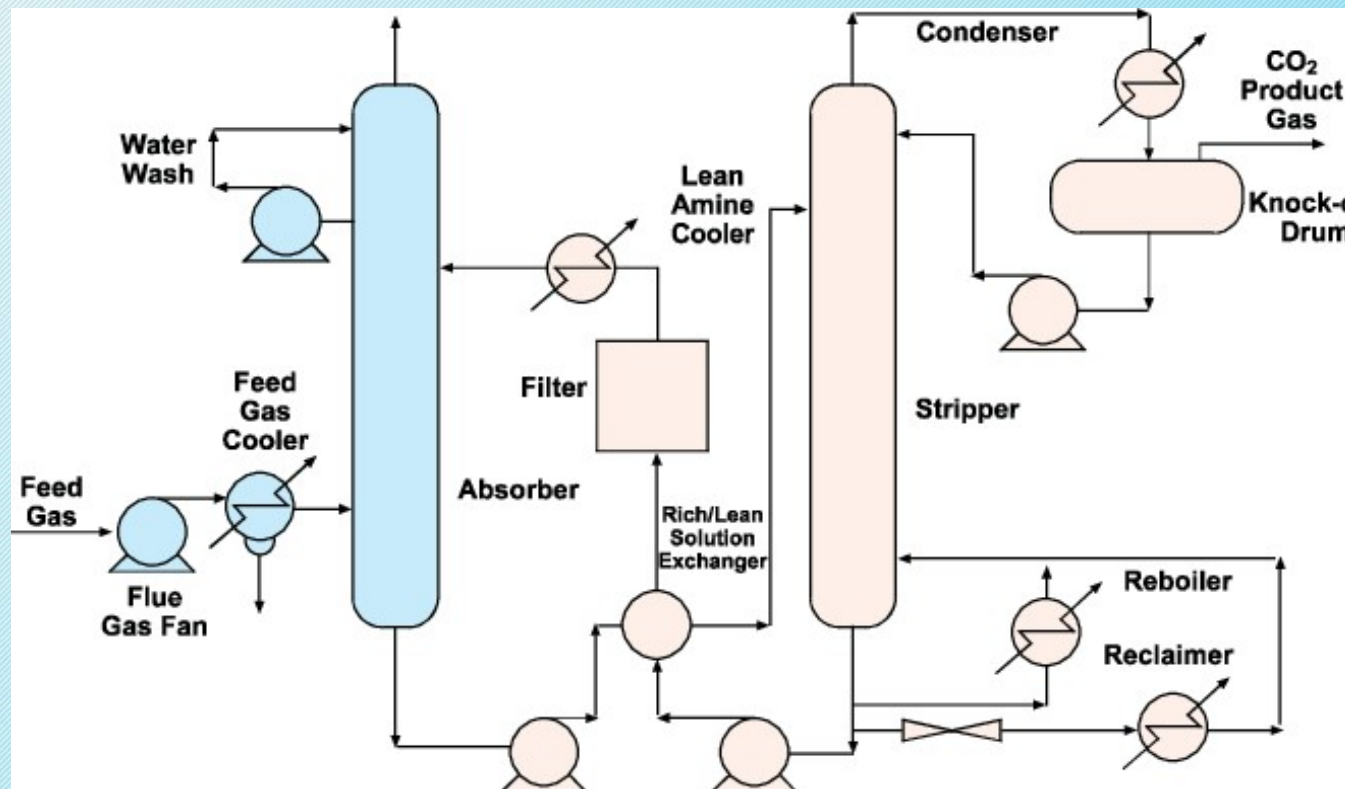 Condenser
CO₂
Product
Gas
Water
Wash
Lean
Amine
Cooler
Drum
Feed
Gas
Cooler
Filter
Stripper
Feed
Gas
Absorber
Rich/Lean
Solution
Exchanger
Flue
Gas Fan
Reboiler
Reclaimer